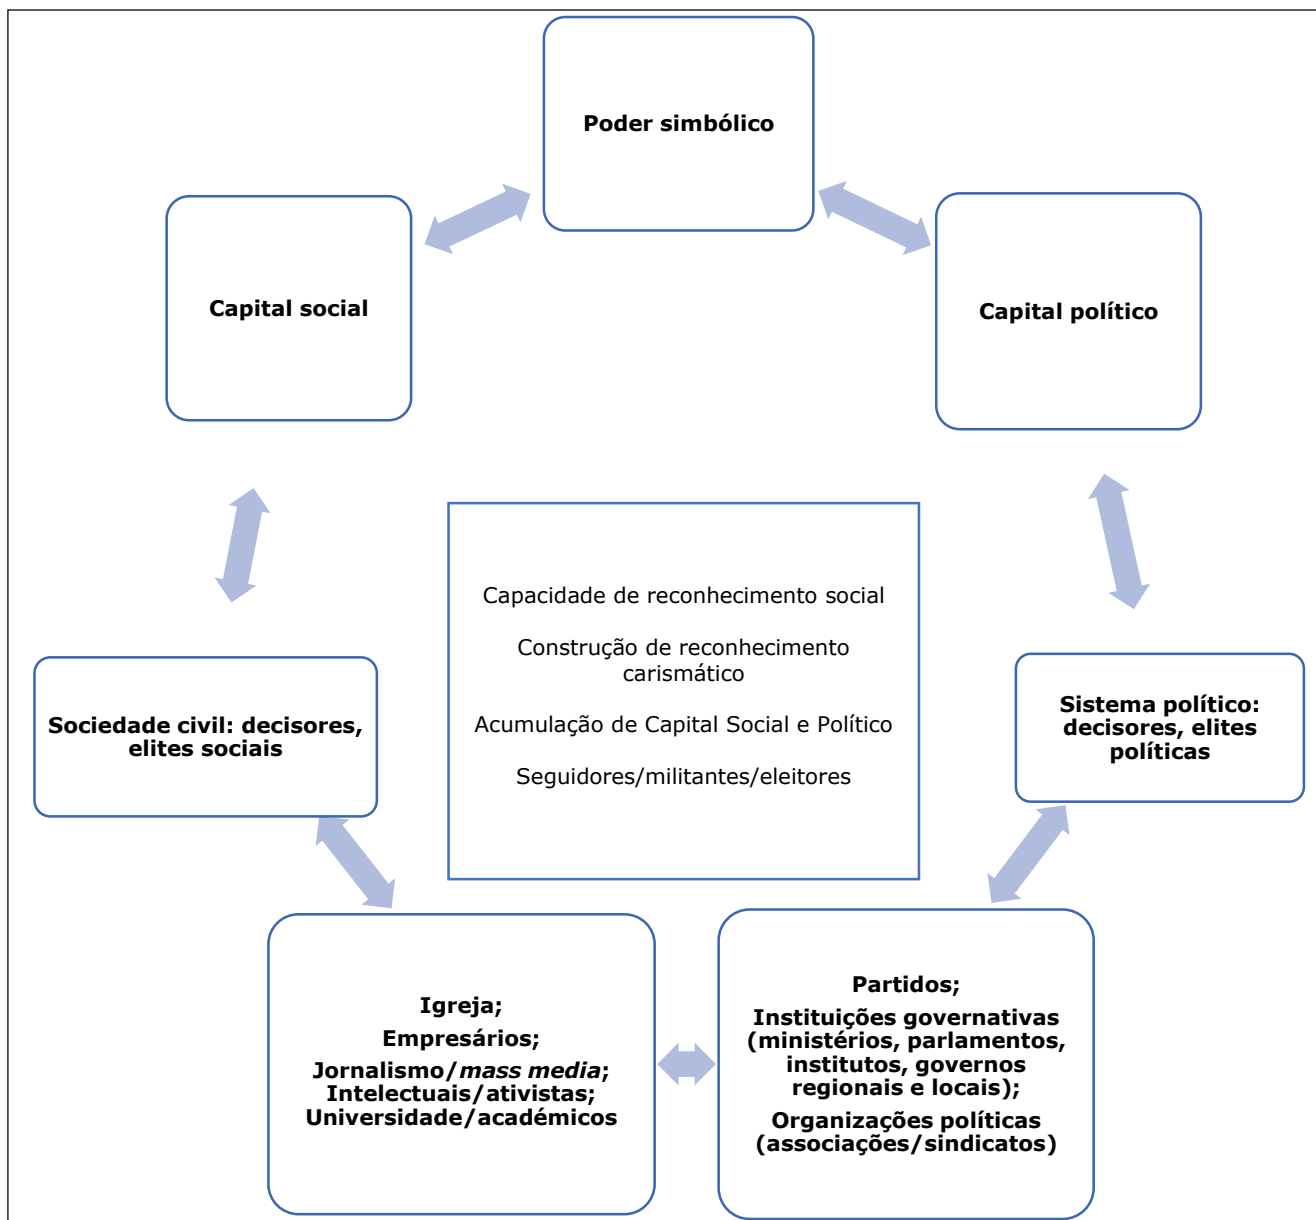 Poder simbólico
Capital social
Capital político
Capacidade de reconhecimento social
Construção de reconhecimento
carismático
Acumulação de Capital Social e Político
Seguidores/militantes/eleitores
Sociedade civil: decisores,
elites sociais
Sistema político:
decisores, elites
políticas
Igreja;
Empresários;
Jornalismo/mass media;
Intelectuais/ativistas;
Universidade/académicos
Partidos;
Instituições governativas
(ministérios, parlamentos,
institutos, governos
regionais e locais);
Organizações políticas
(associações/sindicatos)